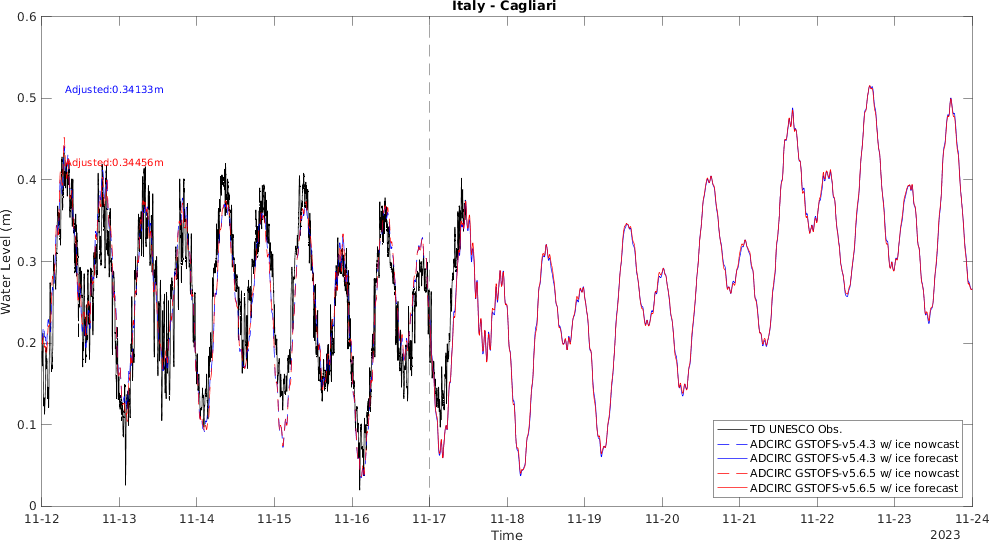 Italy - Cagliari
0.6
0.5
0.4
0.3
0.2
0.1
0
Water Level (m)
Adjusted:0.34133m
Adjusted:0.34456m
TD UNESCO Obs.
ADCIRC GSTOFS-v5.4.3 w/ ice nowcast
ADCIRC GSTOFS-v5.4.3 w/ ice forecast
ADCIRC GSTOFS-v5.6.5 w/ ice nowcast
ADCIRC GSTOFS-v5.6.5 w/ ice forecast
11-12 11-13 11-14 11-15 11-16 11-17 11-18 11-19 11-20 11-21 11-22 11-23 11-24
Time
2023